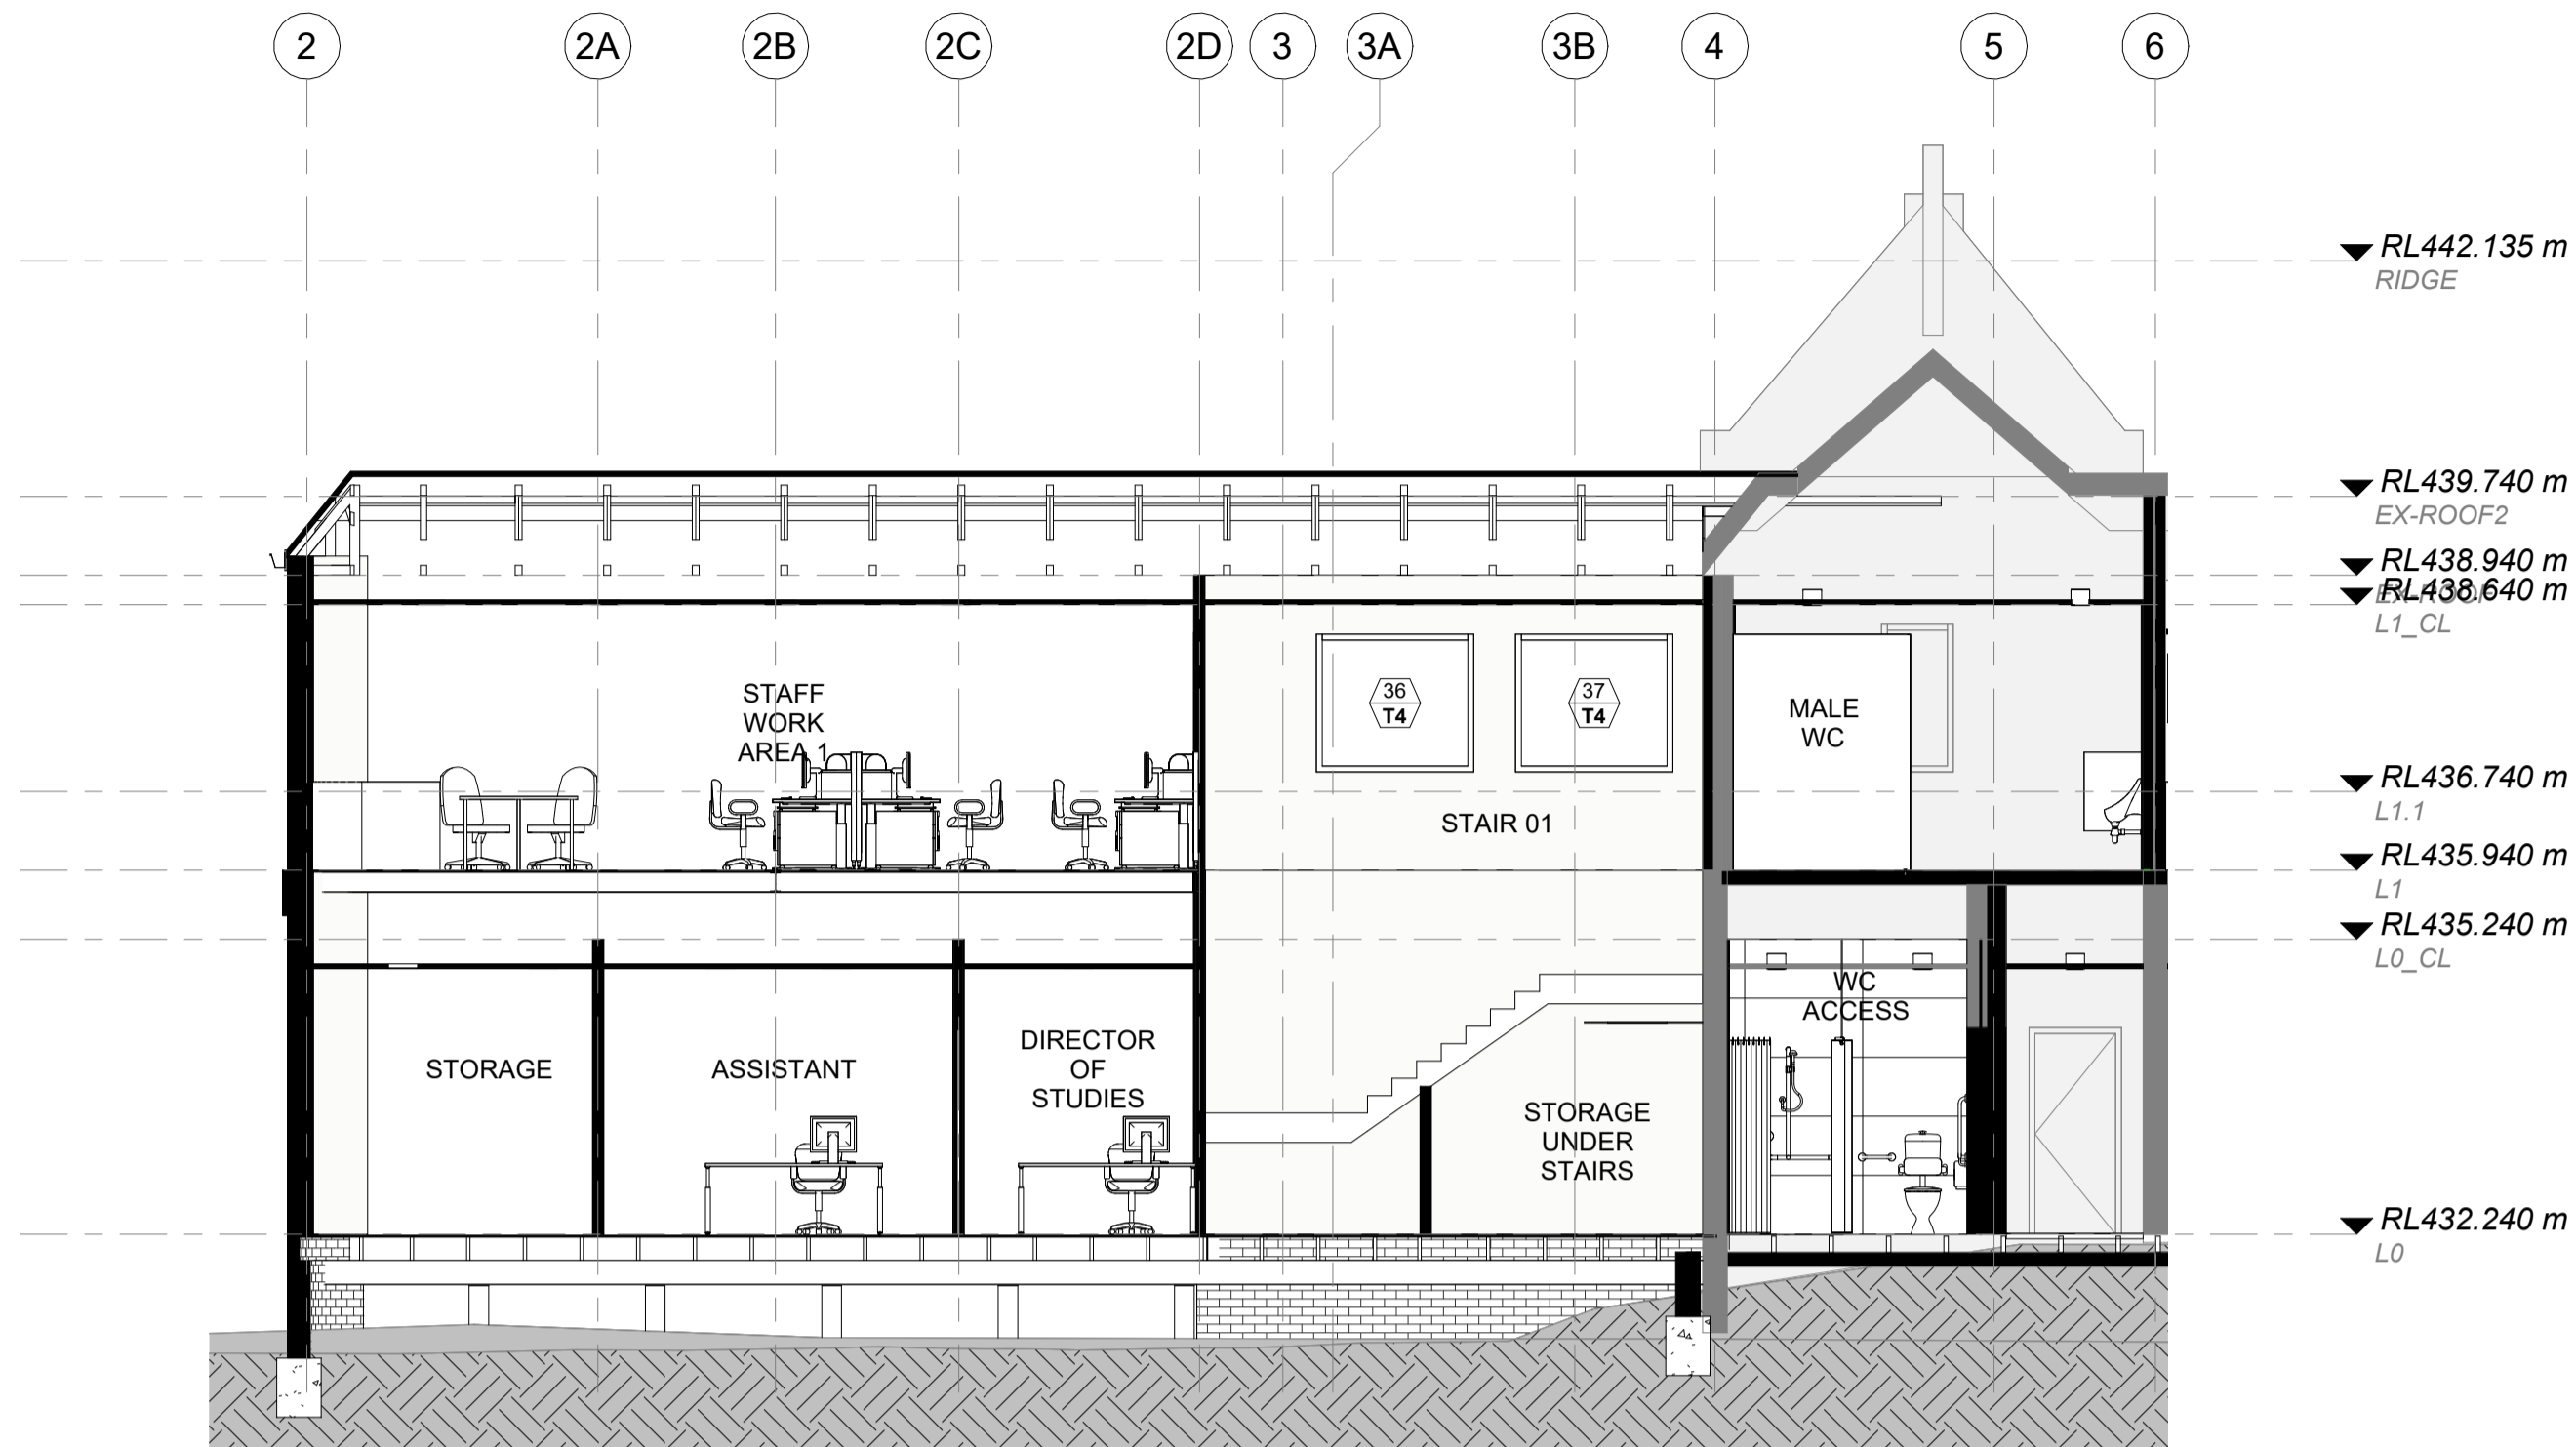 2 2A 2B 2C 2D 3 3A 3B 4 5 6
RL442.135 m
RIDGE
RL439.740 m
EX-ROOF2
RL438.940 m
EX-ROOF
RL438.640 m
L1_CL
STAFF
WORK
AREA 1
36
T4
37
T4
MALE
WC
RL436.740 m
L1.1
STAIR 01
RL435.940 m
L1
RL435.240 m
L0_CL
WC
ACCESS
STORAGE
ASSISTANT
DIRECTOR
OF
STUDIES
STORAGE
UNDER
STAIRS
RL432.240 m
L0